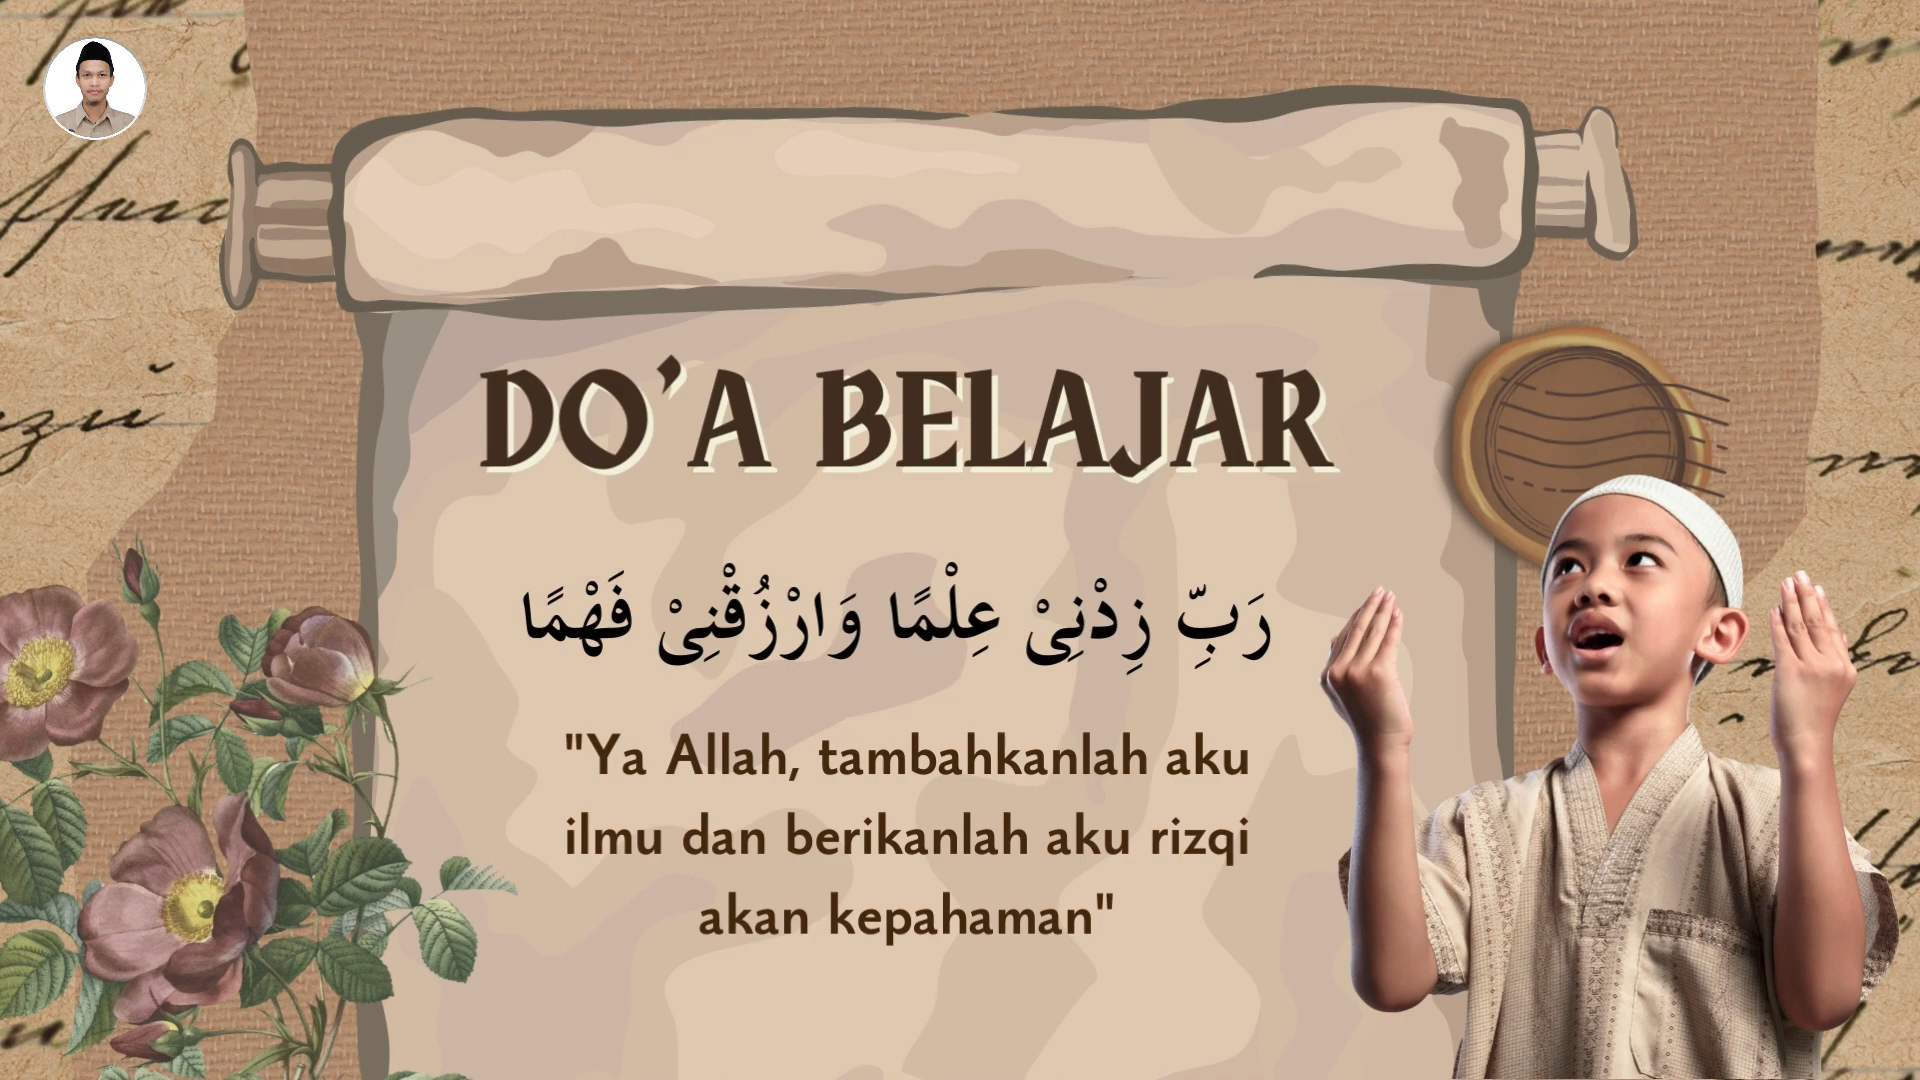 DO'A BELAJAR
رَبِّ زِدْنِيْ عِلْمًا وَارْزُقْنِيْ فَهْمًا
"Ya Allah, tambahkanlah aku
ilmu dan berikanlah aku rizqi
akan kepahaman"